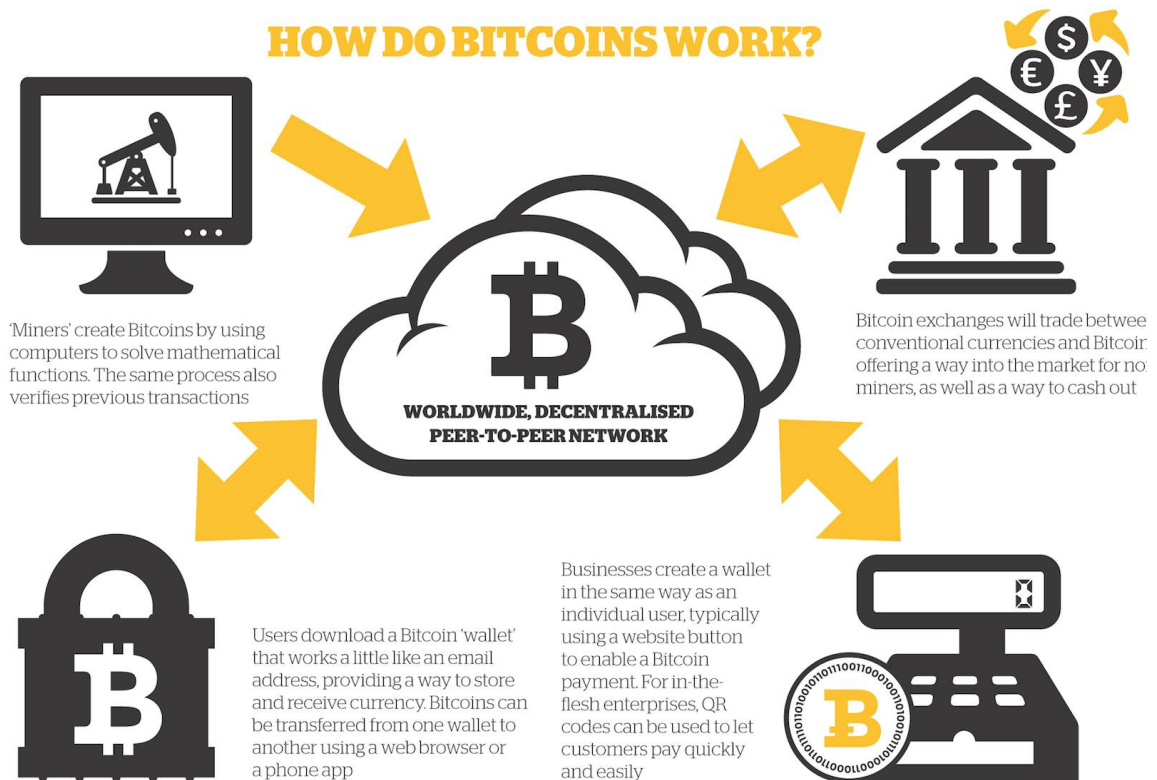 HOW DO BITCOINS WORK?
$
€
¥
£
'Miners' create Bitcoins by using
computers to solve mathematical
functions. The same process also
verifies previous transactions
Bitcoin exchanges will trade
conventional currencies and
offering a way into the market for
miners, as well as a way to cash out
B
WORLDWIDE, DECENTRALISED
PEER-TO-PEER NETWORK
B
Users download a Bitcoin 'wallet'
that works a little like an email
address, providing a way to store
and receive currency. Bitcoins can
be transferred from one wallet to
another using a web browser or
a phone app
Businesses create a wallet
in the same way as an
individual user, typically
using a website button
to enable a Bitcoin
payment. For in-the-
flesh enterprises, QR
codes can be used to let
customers pay quickly
and easily
0
B